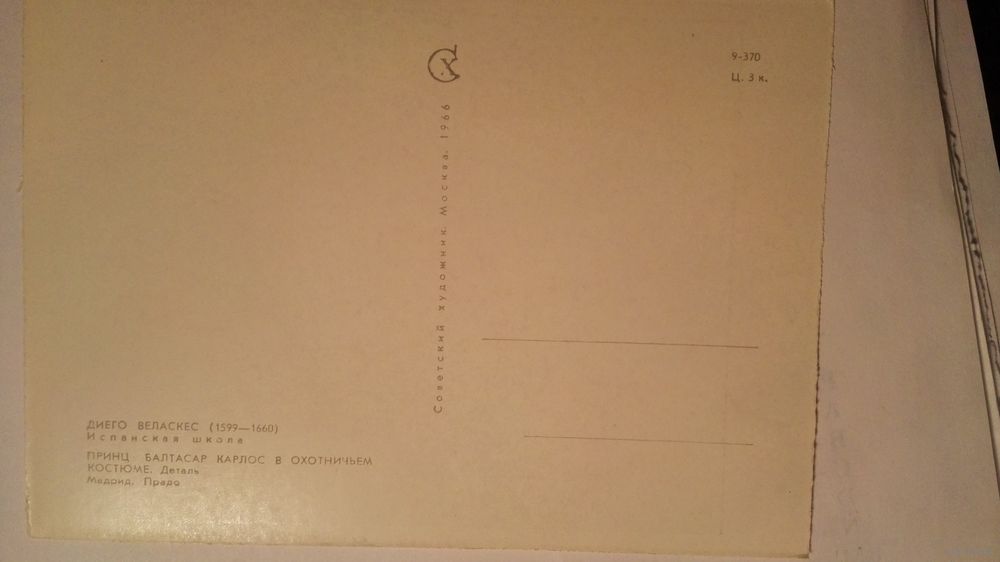 ДИЕГО ВЕЛАСКЕС (1599—1660)
Испанская школа
ПРИНЦ БАЛТАСАР КАРЛОС В ОХОТНИЧЬЕМ
КОСТЮМЕ. Деталь
Мадрид. Прадо
Советский художник. Москва. 1966
СХ
9-370
Ц. 3 к.